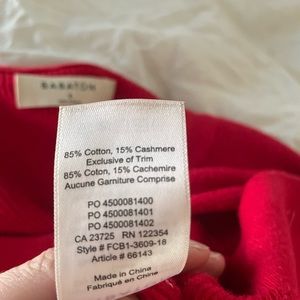 BABATON
85% Cotton, 15% Cashmere
Exclusive of Trim
85% Coton, 15% Cachemire
Aucune Garniture Comprise
PO 4500081400
PO 4500081401
PO 4500081402
CA 23725 RN 122354
Style # FCB1-3609-18
Article # 66143
Made in China
Fabriqué en Chine